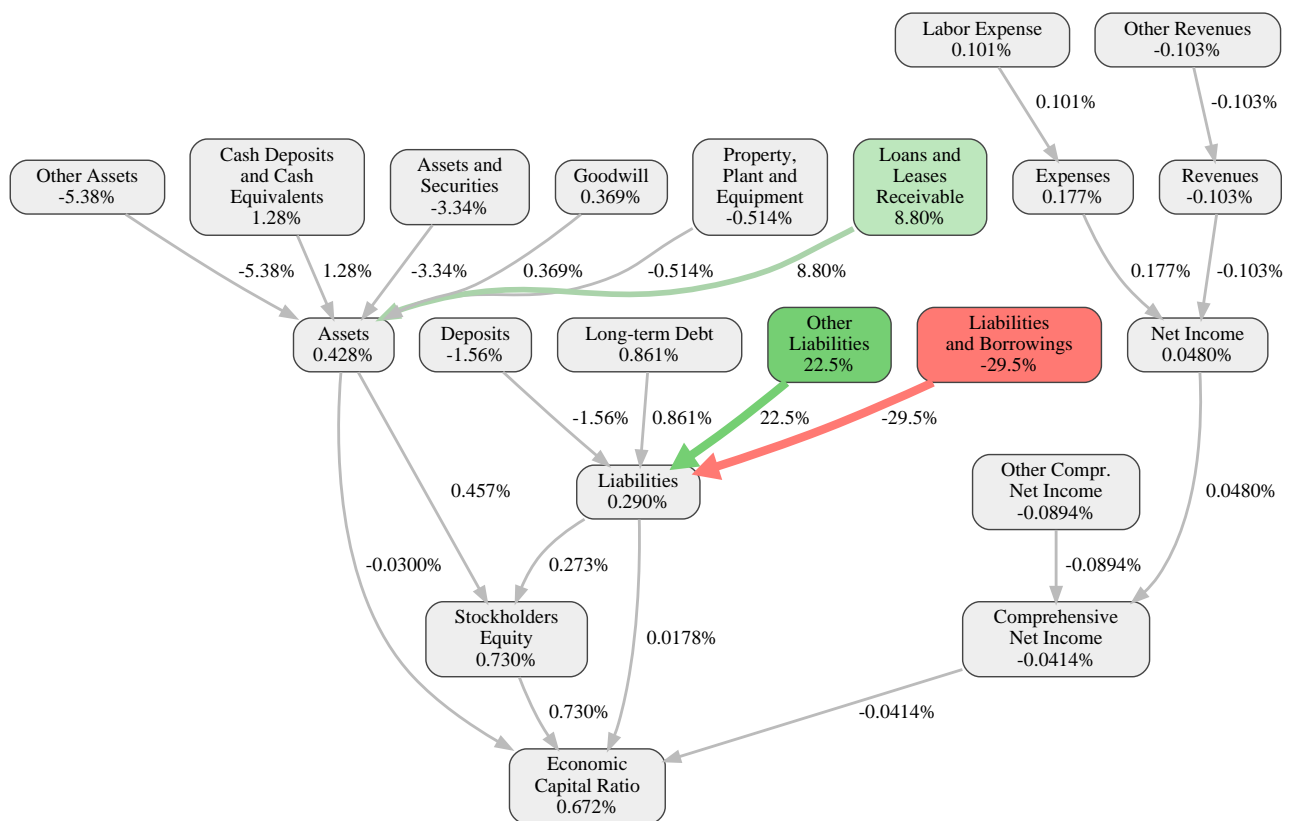 Labor Expense
0.101%
Other Revenues
-0.103%
0.101%
-0.103%
Other Assets
-5.38%
Cash Deposits
and Cash
Equivalents
1.28%
Assets and
Securities
-3.34%
Goodwill
0.369%
Property,
Plant and
Equipment
-0.514%
Loans and
Leases
Receivable
8.80%
Expenses
0.177%
Revenues
-0.103%
-5.38%
1.28%
-3.34%
0.369%
-0.514%
8.80%
0.177%
-0.103%
Assets
0.428%
Deposits
-1.56%
Long-term Debt
0.861%
Other
Liabilities
22.5%
Liabilities
and Borrowings
-29.5%
Net Income
0.0480%
-1.56%
0.861%
22.5%
-29.5%
0.457%
Liabilities
0.290%
Other Compr.
Net Income
-0.0894%
0.0480%
-0.0300%
0.273%
-0.0894%
Stockholders
Equity
0.730%
0.0178%
Comprehensive
Net Income
-0.0414%
0.730%
-0.0414%
Economic
Capital Ratio
0.672%